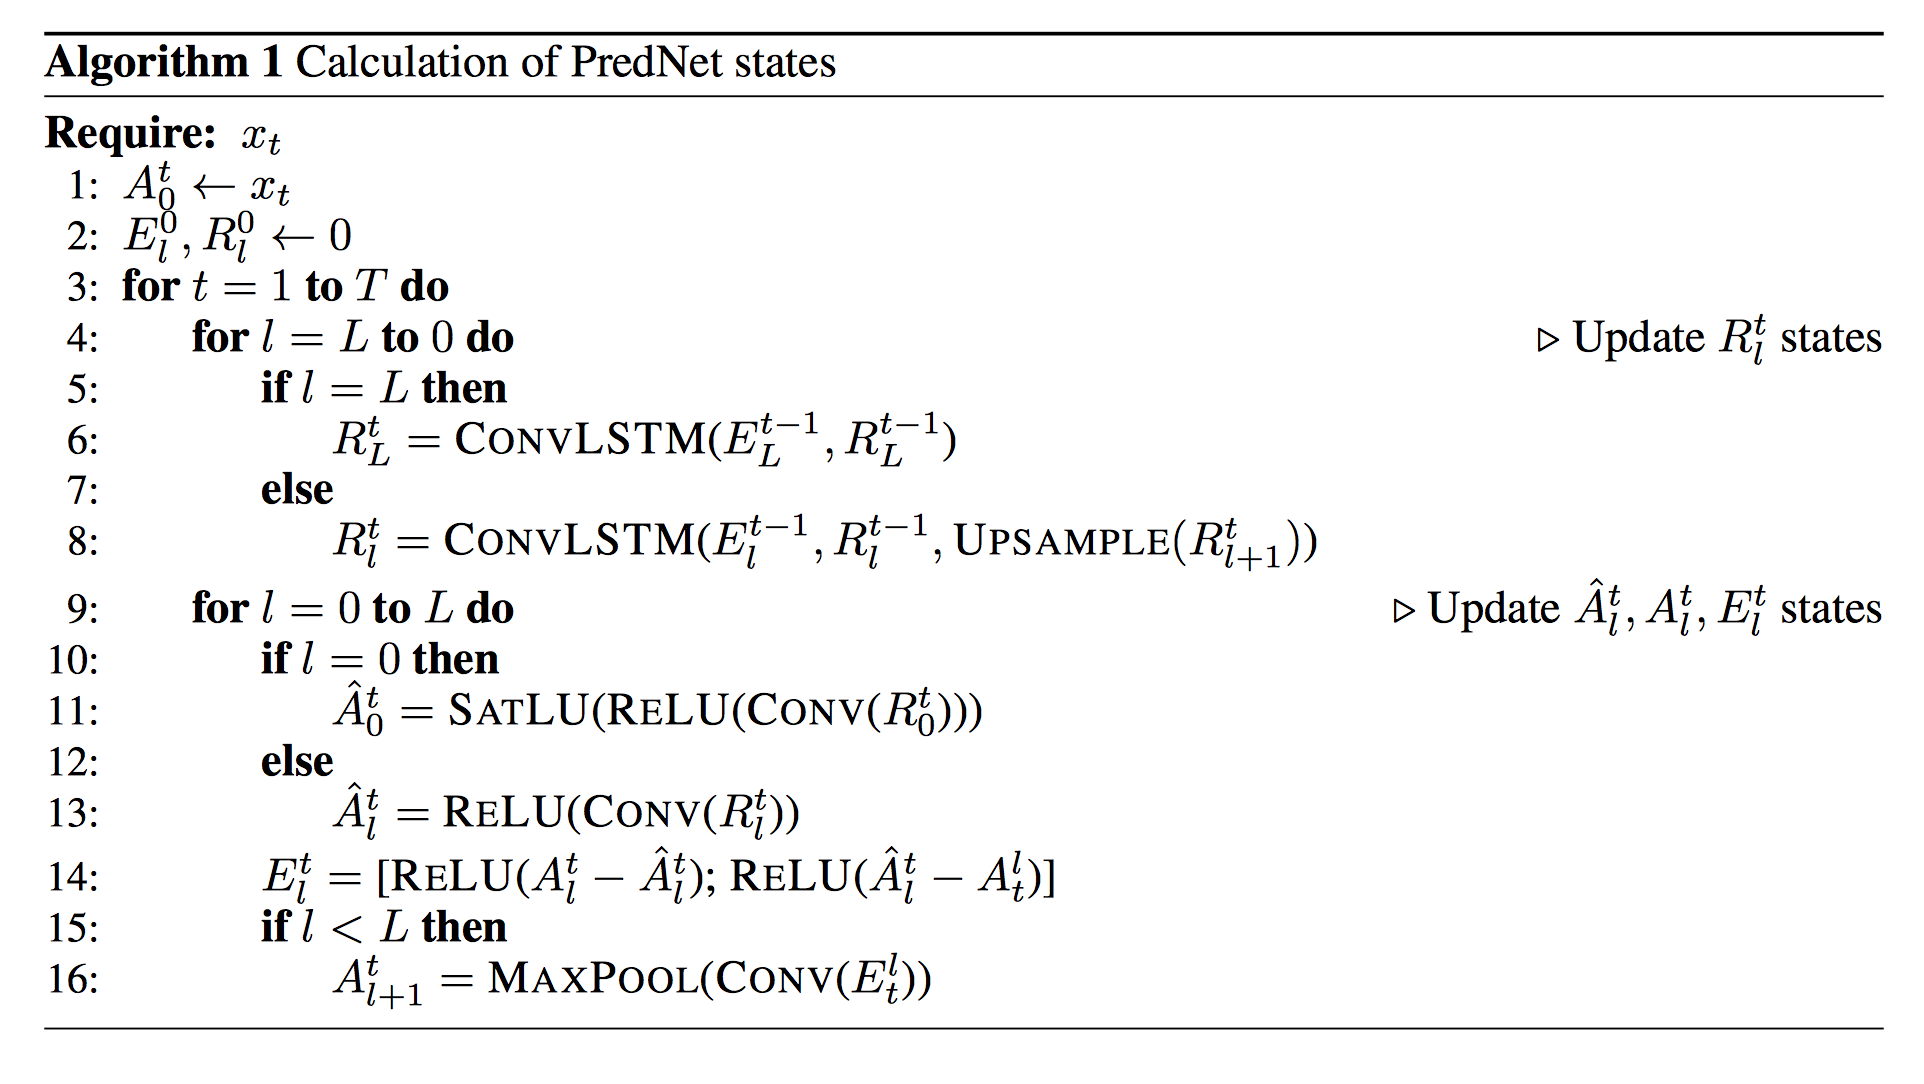 Algorithm 1 Calculation of PredNet states
Require: $x_t$
1: $A_0^t \leftarrow x_t$
2: $E_l^0, R_l^0 \leftarrow 0$
3: for $t = 1$ to $T$ do
4: for $l = L$ to $0$ do ▷ Update $R_l^t$ states
5: if $l = L$ then
6: $R_L^t = \text{CONVLSTM}(E_L^{t-1}, R_L^{t-1})$
7: else
8: $R_l^t = \text{CONVLSTM}(E_l^{t-1}, R_l^{t-1}, \text{UPSAMPLE}(R_{l+1}^t))$
9: for $l = 0$ to $L$ do ▷ Update $\hat{A}_l^t, A_l^t, E_l^t$ states
10: if $l = 0$ then
11: $\hat{A}_0^t = \text{SATLU}(\text{RELU}(\text{CONV}(R_0^t)))$
12: else
13: $\hat{A}_l^t = \text{RELU}(\text{CONV}(R_l^t))$
14: $E_l^t = [\text{RELU}(A_l^t - \hat{A}_l^t); \text{RELU}(\hat{A}_l^t - A_t^l)]$
15: if $l < L$ then
16: $A_{l+1}^t = \text{MAXPOOL}(\text{CONV}(E_t^l))$